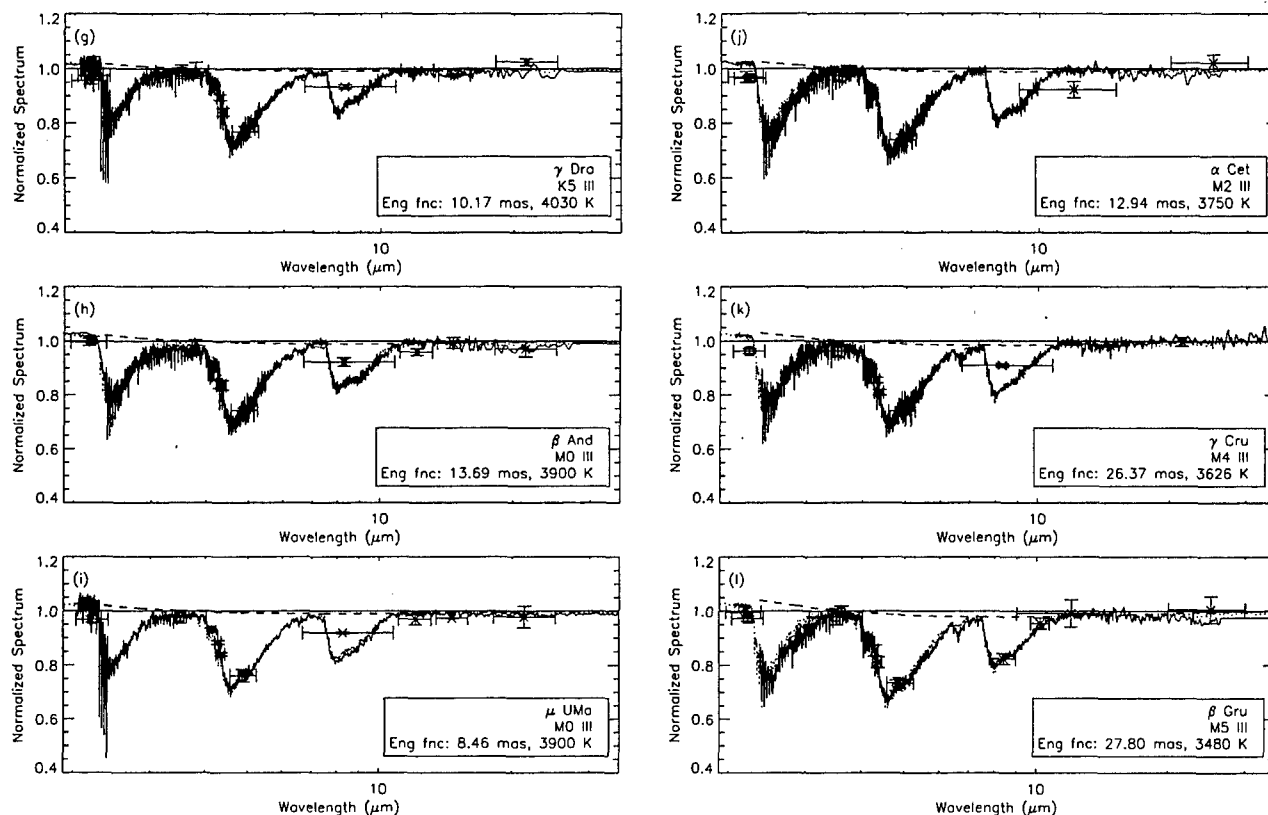 1.2
1.0
0.8
0.6
0.4
Normalized Spectrum
(g)
γ Dra
K5 III
Eng fnc: 10.17 mas, 4030 K
10
Wavelength (μm)
1.2
1.0
0.8
0.6
0.4
Normalized Spectrum
(h)
β And
M0 III
Eng fnc: 13.69 mas, 3900 K
10
Wavelength (μm)
1.2
1.0
0.8
0.6
0.4
Normalized Spectrum
(i)
μ UMa
M0 III
Eng fnc: 8.46 mas, 3900 K
10
Wavelength (μm)
1.2
1.0
0.8
0.6
0.4
Normalized Spectrum
(j)
α Cet
M2 III
Eng fnc: 12.94 mas, 3750 K
10
Wavelength (μm)
1.2
1.0
0.8
0.6
0.4
Normalized Spectrum
(k)
γ Cru
M4 III
Eng fnc: 26.37 mas, 3626 K
10
Wavelength (μm)
1.2
1.0
0.8
0.6
0.4
Normalized Spectrum
(l)
β Gru
M5 III
Eng fnc: 27.80 mas, 3480 K
10
Wavelength (μm)